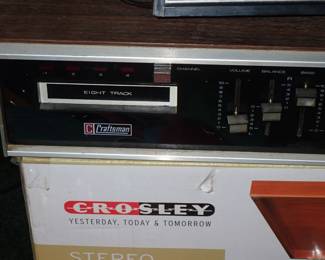 CHANNEL VOLUME BALANCE BASS
EIGHT TRACK
C Craftsman
CROSLEY
YESTERDAY, TODAY & TOMORROW
STEREO